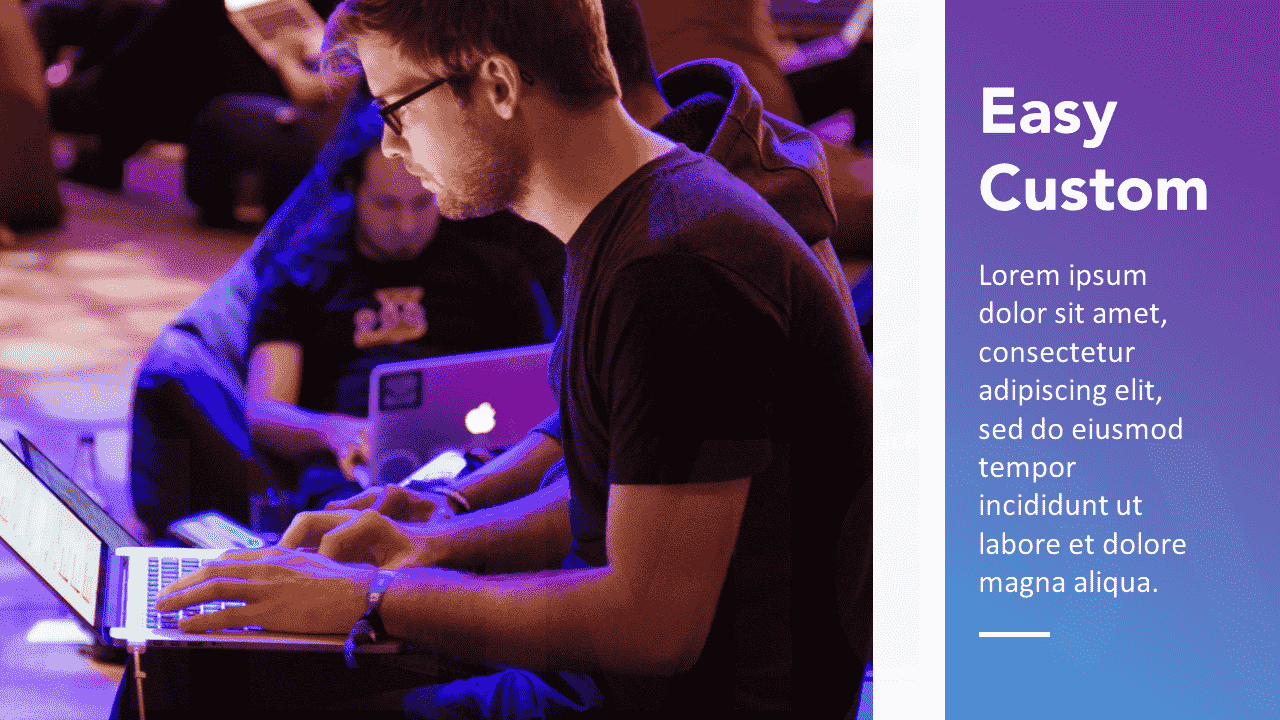 Easy
Custom
Lorem ipsum
dolor sit amet,
consectetur
adipiscing elit,
sed do eiusmod
tempor
incididunt ut
labore et dolore
magna aliqua.